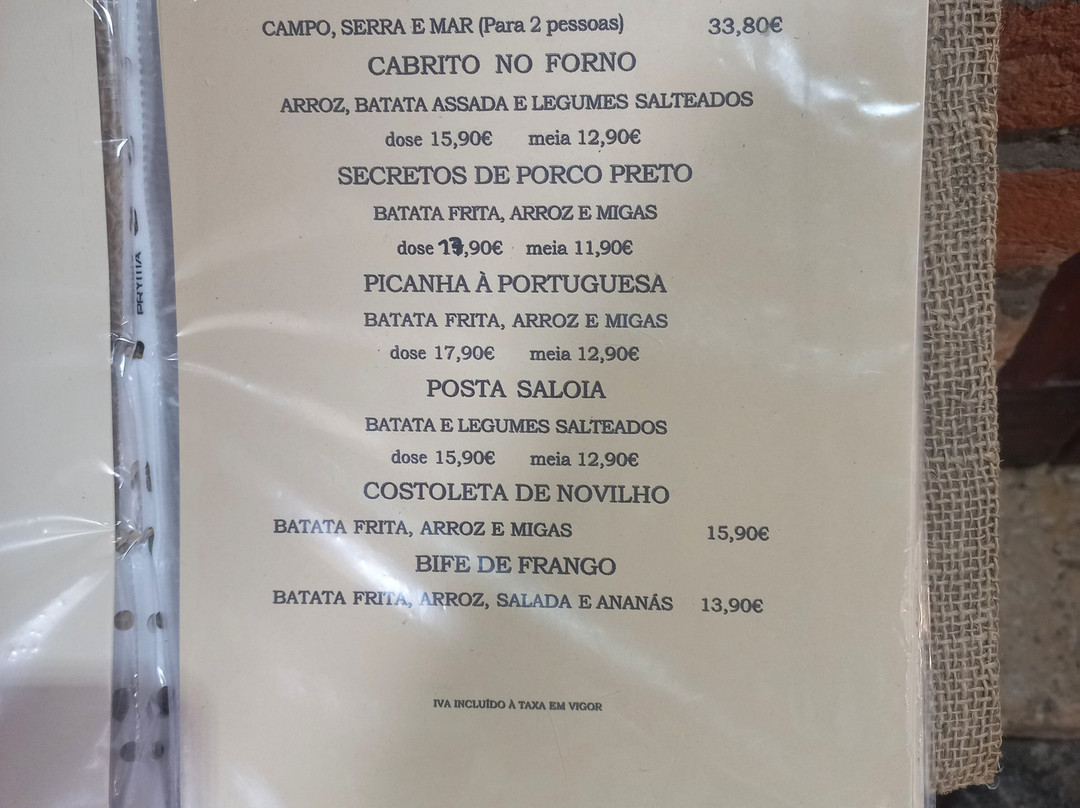 CAMPO, SERRA E MAR (Para 2 pessoas) 33,80€
CABRITO NO FORNO
ARROZ, BATATA ASSADA E LEGUMES SALTEADOS
dose 15,90€ meia 12,90€
SECRETOS DE PORCO PRETO
BATATA FRITA, ARROZ E MIGAS
dose 17,90€ meia 11,90€
PICANHA À PORTUGUESA
BATATA FRITA, ARROZ E MIGAS
dose 17,90€ meia 12,90€
POSTA SALOIA
BATATA E LEGUMES SALTEADOS
dose 15,90€ meia 12,90€
COSTOLETA DE NOVILHO
BATATA FRITA, ARROZ E MIGAS 15,90€
BIFE DE FRANGO
BATATA FRITA, ARROZ, SALADA E ANANÁS 13,90€
IVA INCLUÍDO À TAXA EM VIGOR